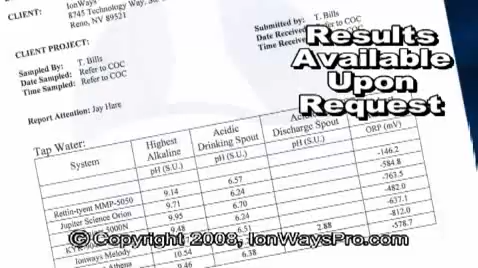 IonWays
CLIENT: 8745 Technology Way,
Reno, NV 89521
CLIENT PROJECT:
Submitted by: T. Bills
Date Received: Refer to COC
Time Received:
Sampled By: T. Bills
Date Sampled: Refer to COC
Time Sampled: Refer to COC
Report Attention: Jay Hare
Results
Available
Upon
Request
Tap Water:
System Highest Alkaline Acidic Drinking Spout Discharge Spout ORP (mV)
pH (S.U.) pH (S.U.) pH (S.U.)
6.57 -146.2
Rettin-tyent MMP-5050 9.14 6.24 -584.8
Jupiter Science Orion 9.71 6.70 -763.5
9.95 6.24 -482.0
9.48 6.51 -637.1
Ionways Melody 10.54 6.38 2.88 -812.0
Athena 9.46 -578.7
© Copyright 2008, IonWaysPro.com